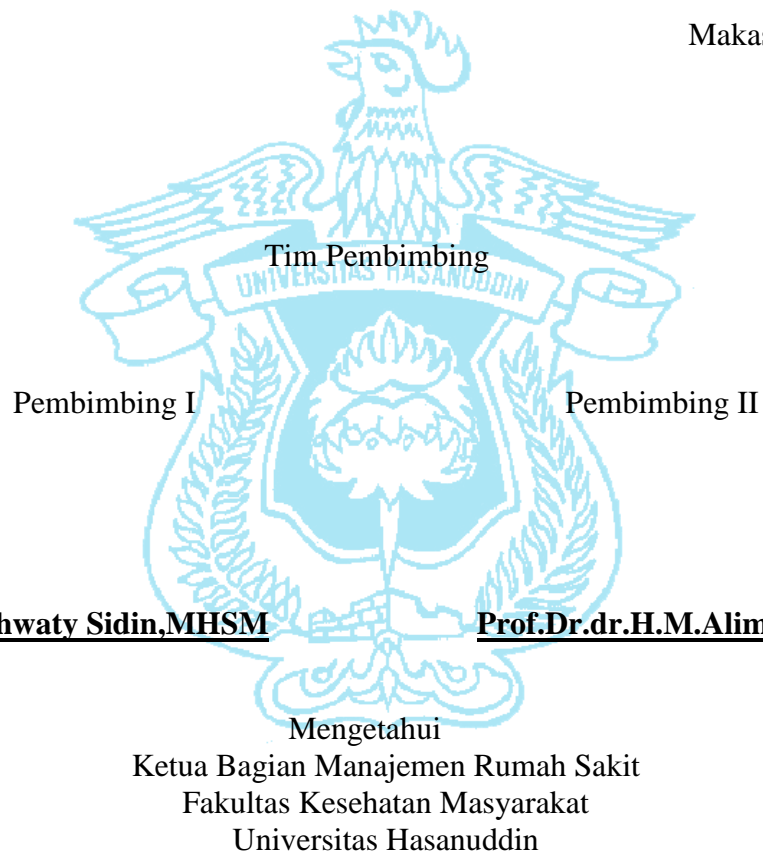 Makas
Tim Pembimbing
UNIVERSITAS HASANUDDIN
Pembimbing I Pembimbing II
hwaty Sidin,MHSM Prof.Dr.dr.H.M.Alim
Mengetahui
Ketua Bagian Manajemen Rumah Sakit
Fakultas Kesehatan Masyarakat
Universitas Hasanuddin